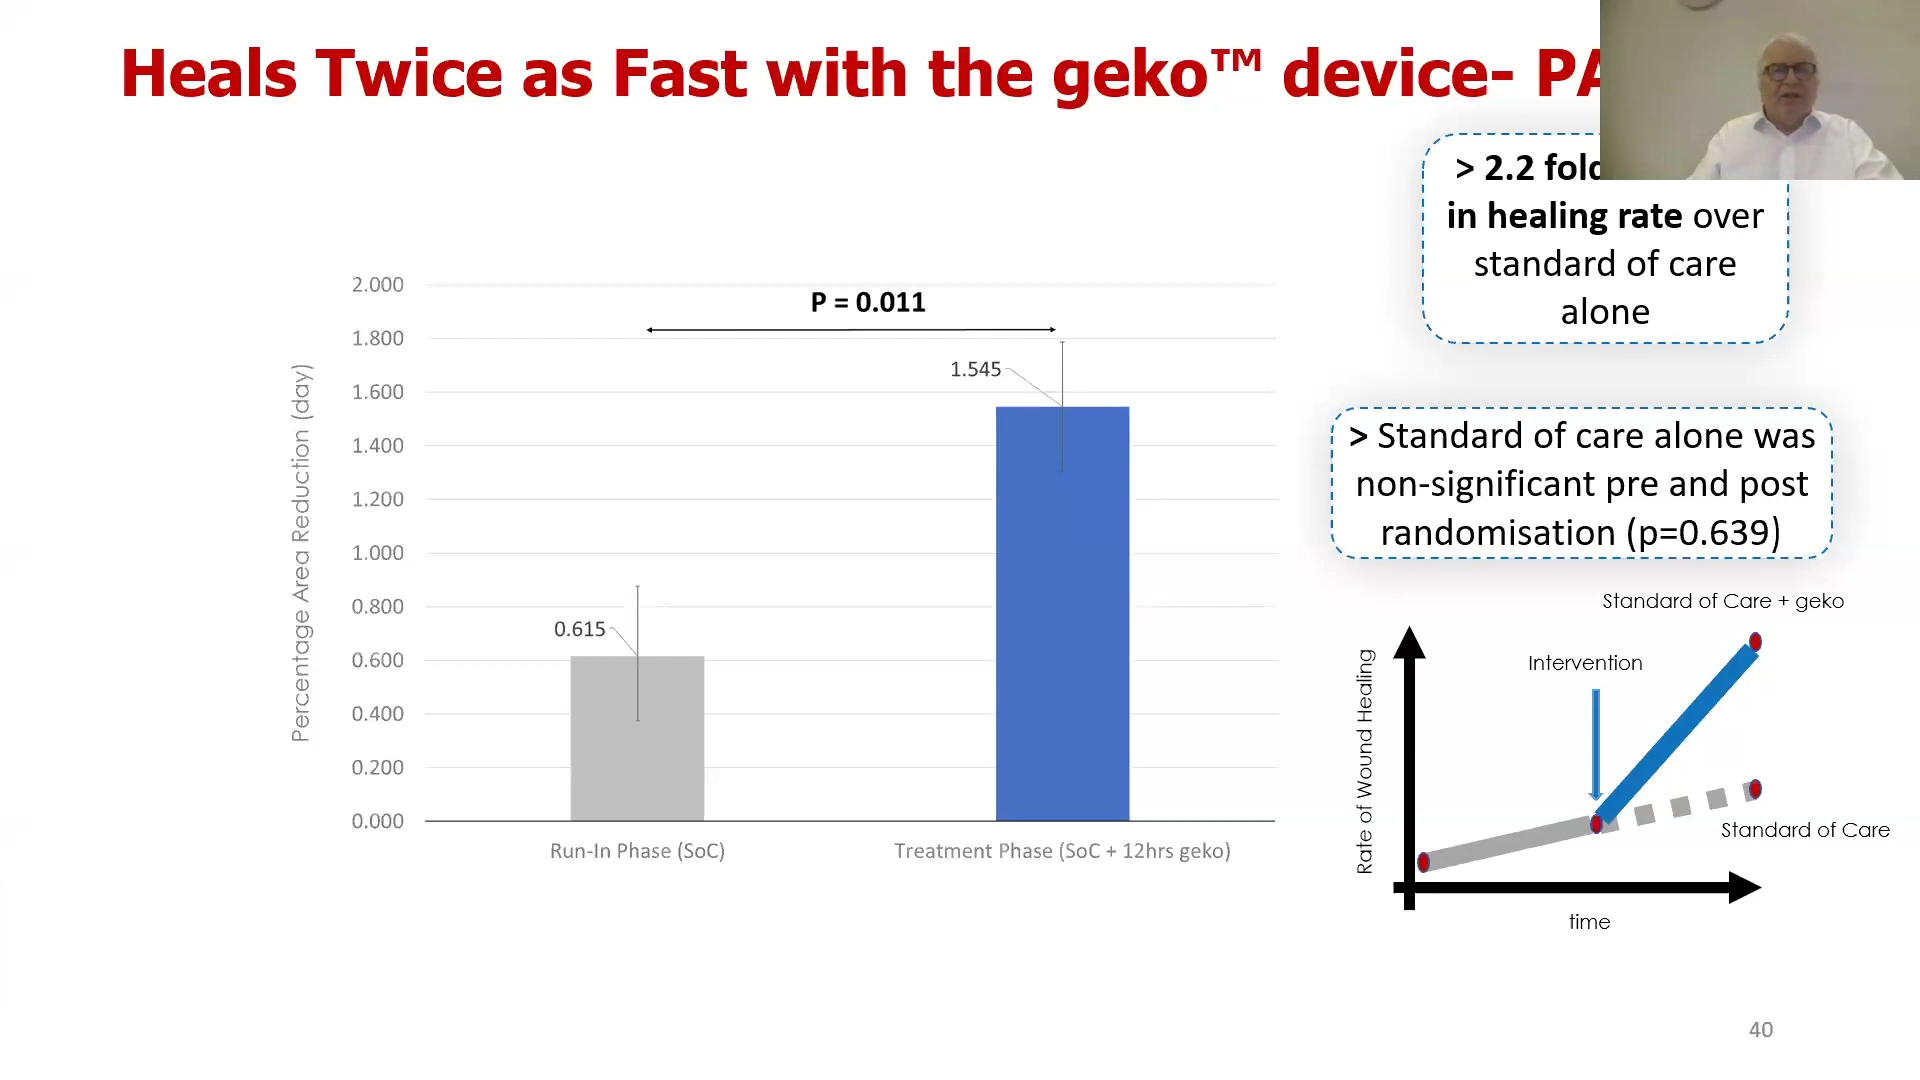 Heals Twice as Fast with the geko™ device- PA
> 2.2 fold
in healing rate over
standard of care
alone
> Standard of care alone was
non-significant pre and post
randomisation (p=0.639)
P = 0.011
2.000
1.800
1.600
1.400
1.200
1.000
0.800
0.600
0.400
0.200
0.000
Percentage Area Reduction (day)
1.545
0.615
Run-In Phase (SoC)
Treatment Phase (SoC + 12hrs geko)
Standard of Care + geko
Intervention
Rate of Wound Healing
Standard of Care
time
40